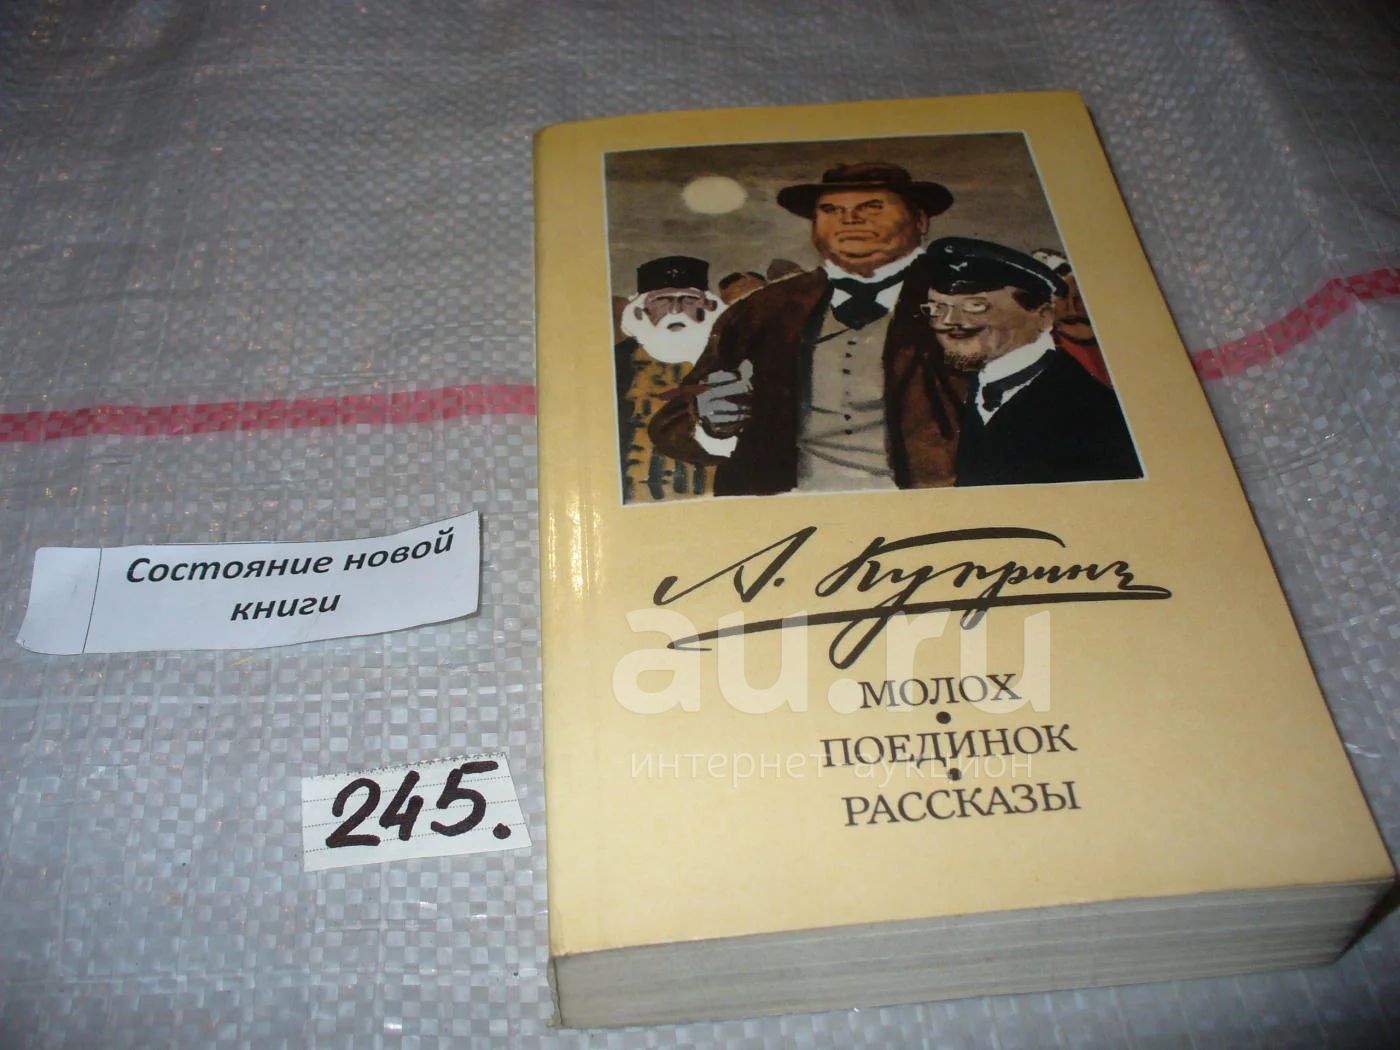 Состояние новой
книги
245.
А. Купринъ
МОЛОХ
•
ПОЕДИНОК
•
РАССКАЗЫ
au.ru
интернет аукцион